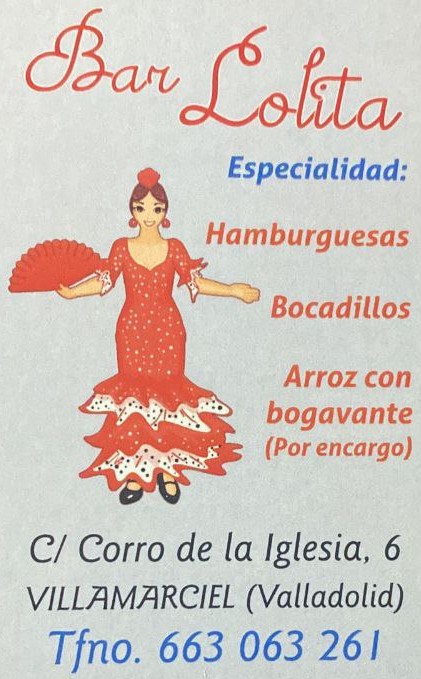 Bar Lolita
Especialidad:
Hamburguesas
Bocadillos
Arroz con
bogavante
(Por encargo)
C/ Corro de la Iglesia, 6
VILLAMARCIEL (Valladolid)
Tfno. 663 063 261